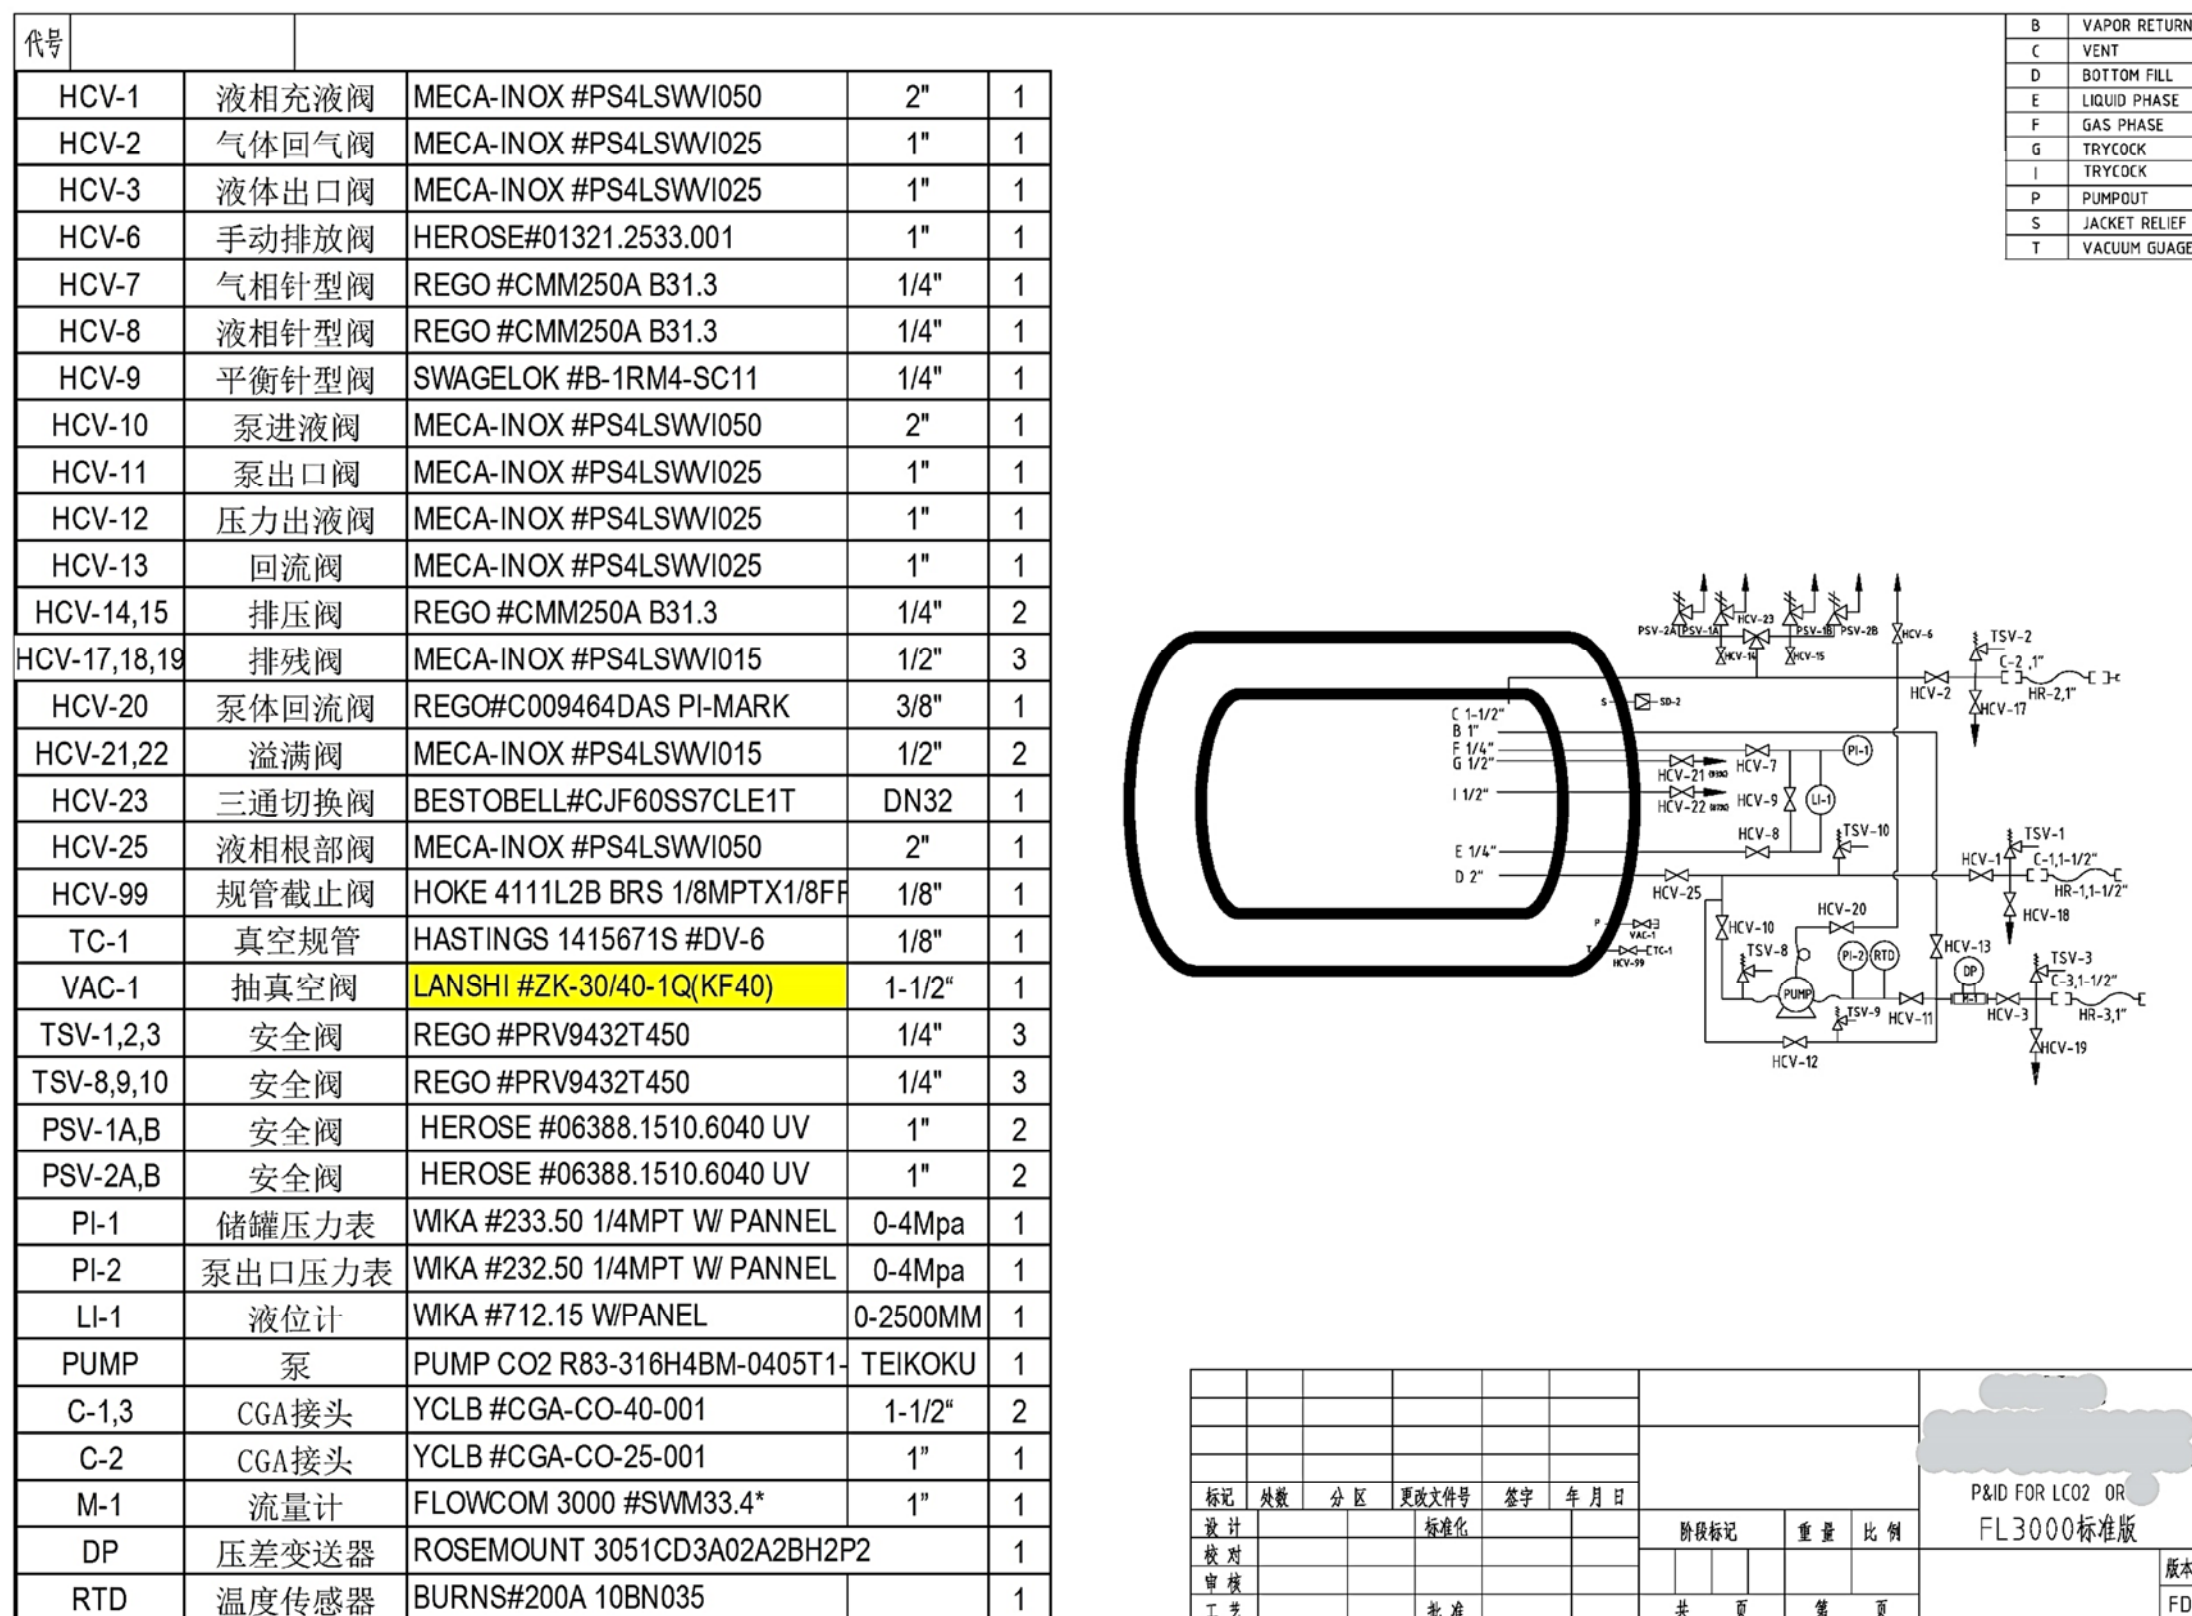 代号
HCV-1 液相充液阀 MECA-INOX #PS4LSWVI050 2" 1
HCV-2 气体回气阀 MECA-INOX #PS4LSWVI025 1" 1
HCV-3 液体出口阀 MECA-INOX #PS4LSWVI025 1" 1
HCV-6 手动排放阀 HEROSE#01321.2533.001 1" 1
HCV-7 气相针型阀 REGO #CMM250A B31.3 1/4" 1
HCV-8 液相针型阀 REGO #CMM250A B31.3 1/4" 1
HCV-9 平衡针型阀 SWAGELOK #B-1RM4-SC11 1/4" 1
HCV-10 泵进液阀 MECA-INOX #PS4LSWVI050 2" 1
HCV-11 泵出口阀 MECA-INOX #PS4LSWVI025 1" 1
HCV-12 压力出液阀 MECA-INOX #PS4LSWVI025 1" 1
HCV-13 回流阀 MECA-INOX #PS4LSWVI025 1" 1
HCV-14,15 排压阀 REGO #CMM250A B31.3 1/4" 2
HCV-17,18,19 排残阀 MECA-INOX #PS4LSWVI015 1/2" 3
HCV-20 泵体回流阀 REGO#C009464DAS PI-MARK 3/8" 1
HCV-21,22 溢满阀 MECA-INOX #PS4LSWVI015 1/2" 2
HCV-23 三通切换阀 BESTOBELL#CJF60SS7CLE1T DN32 1
HCV-25 液相根部阀 MECA-INOX #PS4LSWVI050 2" 1
HCV-99 规管截止阀 HOKE 4111L2B BRS 1/8MPTX1/8FF 1/8" 1
TC-1 真空规管 HASTINGS 1415671S #DV-6 1/8" 1
VAC-1 抽真空阀 LANSHI #ZK-30/40-1Q(KF40) 1-1/2“ 1
TSV-1,2,3 安全阀 REGO #PRV9432T450 1/4" 3
TSV-8,9,10 安全阀 REGO #PRV9432T450 1/4" 3
PSV-1A,B 安全阀 HEROSE #06388.1510.6040 UV 1" 2
PSV-2A,B 安全阀 HEROSE #06388.1510.6040 UV 1" 2
PI-1 储罐压力表 WIKA #233.50 1/4MPT W/ PANNEL 0-4Mpa 1
PI-2 泵出口压力表 WIKA #232.50 1/4MPT W/ PANNEL 0-4Mpa 1
LI-1 液位计 WIKA #712.15 W/PANEL 0-2500MM 1
PUMP 泵 PUMP CO2 R83-316H4BM-0405T1- TEIKOKU 1
C-1,3 CGA接头 YCLB #CGA-CO-40-001 1-1/2“ 2
C-2 CGA接头 YCLB #CGA-CO-25-001 1” 1
M-1 流量计 FLOWCOM 3000 #SWM33.4* 1” 1
DP 压差变送器 ROSEMOUNT 3051CD3A02A2BH2P2 1
RTD 温度传感器 BURNS#200A 10BN035 1
B VAPOR RETURN
C VENT
D BOTTOM FILL
E LIQUID PHASE
F GAS PHASE
G TRYCOCK
I TRYCOCK
P PUMPOUT
S JACKET RELIEF
T VACUUM GUAGE
HCV-23
PSV-2A PSV-1A PSV-1B PSV-2B
HCV-6
HCV-14 HCV-15
TSV-2
C-2 ,1"
HCV-2 HR-2,1"
HCV-17
S SD-2
C 1-1/2"
B 1"
F 1/4"
G 1/2"
I 1/2"
E 1/4"
D 2"
PI-1
HCV-7
HCV-21
HCV-22
HCV-9 LI-1
HCV-8
TSV-10
HCV-25
HCV-1
TSV-1
C-1,1-1/2"
HR-1,1-1/2"
HCV-18
HCV-20
HCV-10
P VAC-1
T TC-1
HCV-99
TSV-8
PI-2 RTD
HCV-13
DP
TSV-3
C-3,1-1/2"
PUMP
TSV-9 HCV-11
HCV-3 HR-3,1"
HCV-12
HCV-19
标记 处数 分 区 更改文件号 签字 年 月 日
设 计 标准化 阶段标记 重 量 比 例
校 对
审 核
工 艺 批 准 共 页 第 页
P&ID FOR LCO2 OR
FL3000标准版
版本
FD